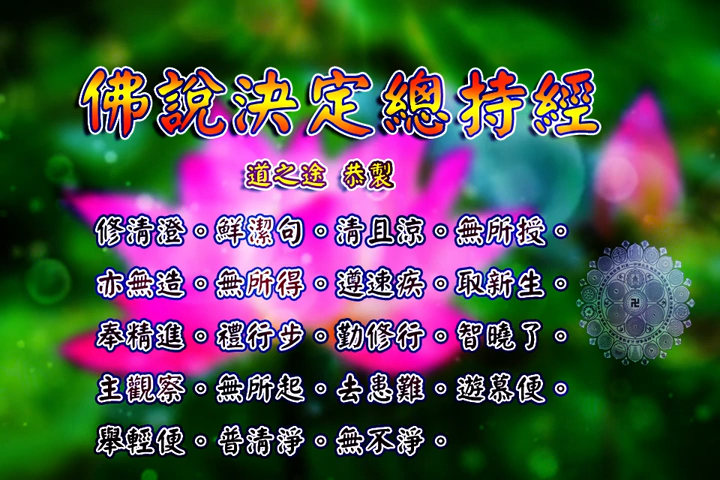 佛說決定總持經
道之途 恭製
修清澄。鮮潔句。清且涼。無所授。
亦無造。無所得。遵速疾。取新生。
奉精進。禮行步。勤修行。智曉了。
主觀察。無所起。去患難。遊慕便。
舉輕便。普清淨。無不淨。
卍